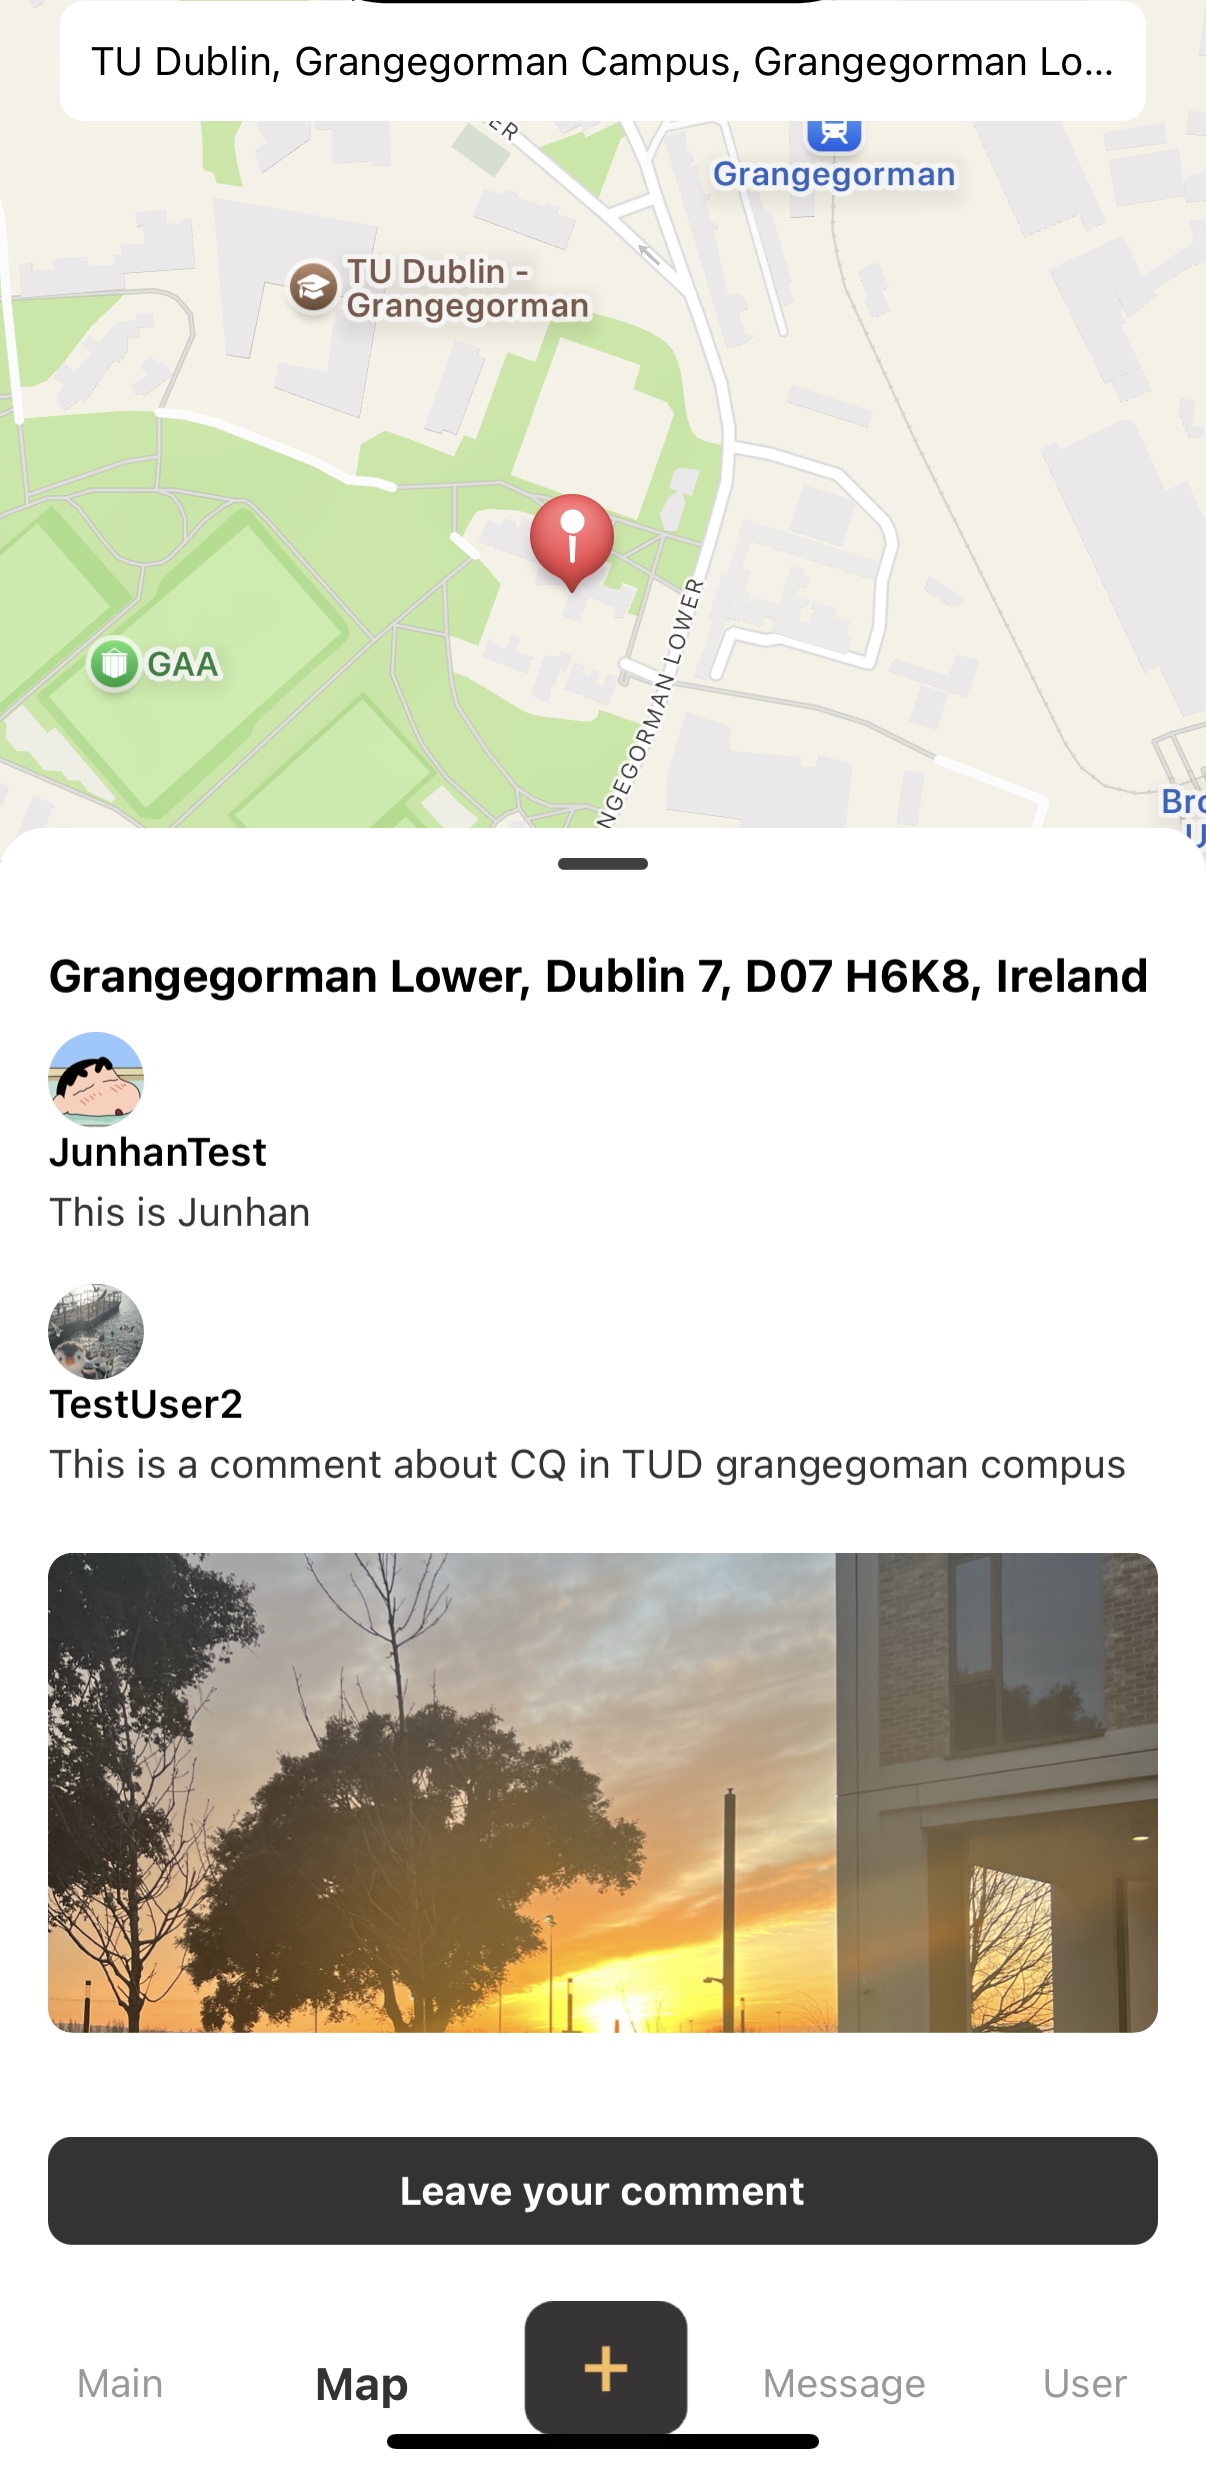 TU Dublin, Grangegorman Campus, Grangegorman Lo...
ER
Grangegorman
TU Dublin -
Grangegorman
GAA
NGEGORMAN LOWER
Bro
U
Grangegorman Lower, Dublin 7, D07 H6K8, Ireland
JunhanTest
This is Junhan
TestUser2
This is a comment about CQ in TUD grangegoman compus
Leave your comment
+
Main
Map
Message
User